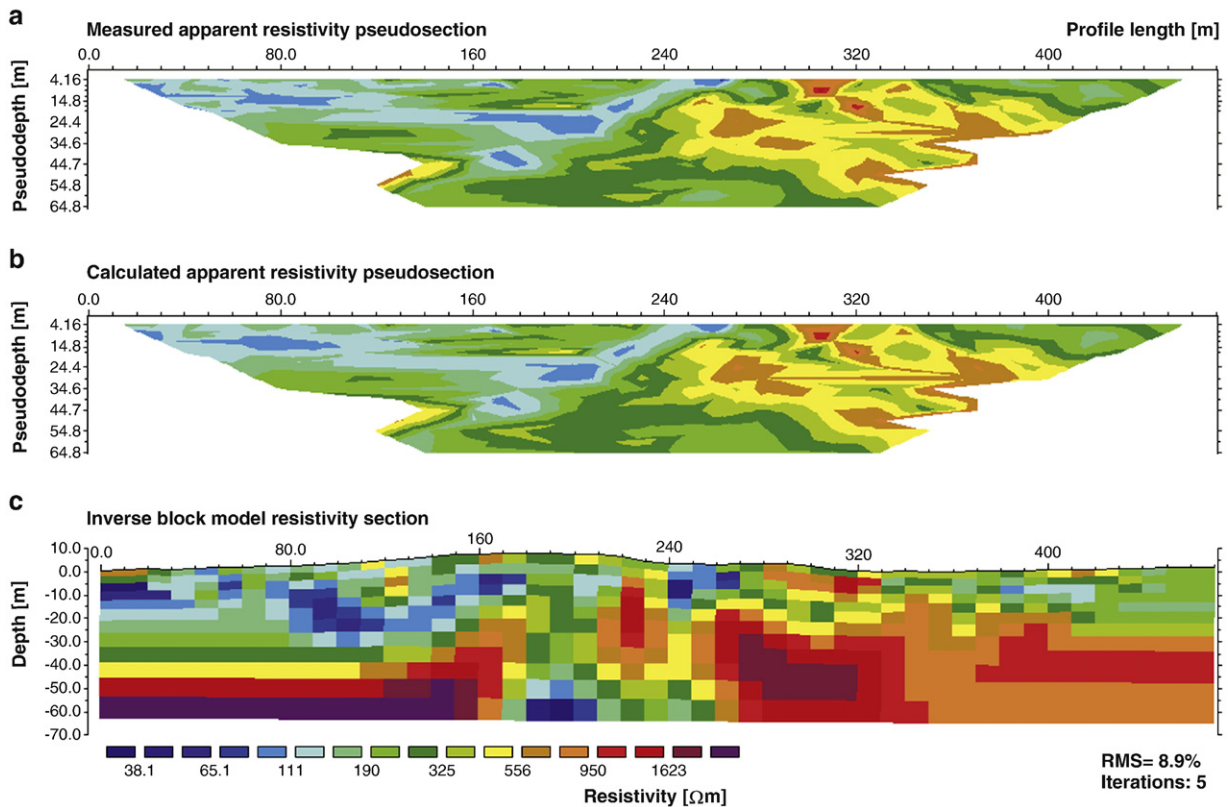 a
Measured apparent resistivity pseudosection
Profile length [m]
0.0 80.0 160 240 320 400
Pseudodepth [m]
4.16
14.8
24.4
34.6
44.7
54.8
64.8
b
Calculated apparent resistivity pseudosection
0.0 80.0 160 240 320 400
Pseudodepth [m]
4.16
14.8
24.4
34.6
44.7
54.8
64.8
c
Inverse block model resistivity section
0.0 80.0 160 240 320 400
Depth [m]
10.0
0.0
-10.0
-20.0
-30.0
-40.0
-50.0
-60.0
-70.0
38.1 65.1 111 190 325 556 950 1623
Resistivity [Ωm]
RMS= 8.9%
Iterations: 5